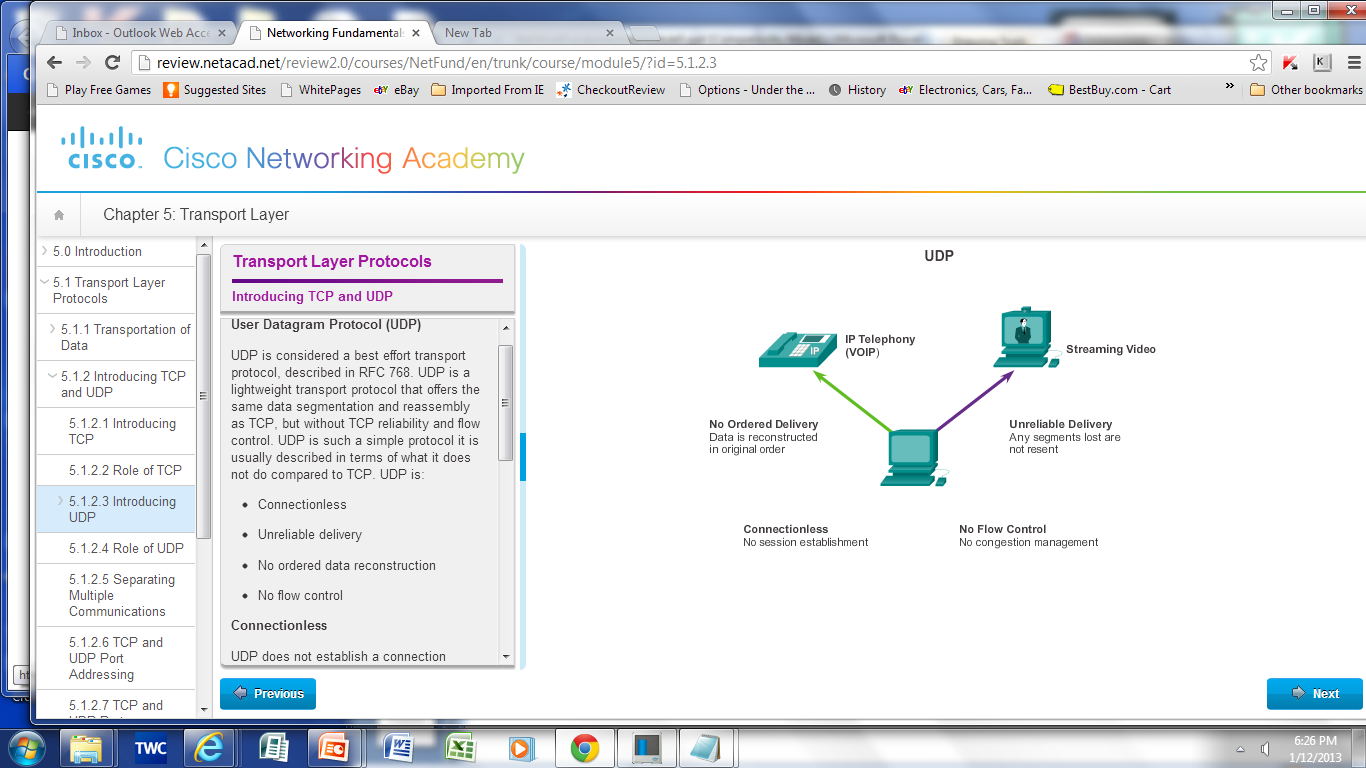 Inbox - Outlook Web Acce
Networking Fundamentals
New Tab
review.netacad.net/review2.0/courses/NetFund/en/trunk/course/module5/?id=5.1.2.3
Play Free Games
Suggested Sites
WhitePages
eBay
Imported From IE
CheckoutReview
Options - Under the ...
History
Electronics, Cars, Fa...
BestBuy.com - Cart
»
Other bookmarks
CISCO
Cisco Networking Academy
Chapter 5: Transport Layer
5.0 Introduction
5.1 Transport Layer
Protocols
5.1.1 Transportation of
Data
5.1.2 Introducing TCP
and UDP
5.1.2.1 Introducing
TCP
5.1.2.2 Role of TCP
5.1.2.3 Introducing
UDP
5.1.2.4 Role of UDP
5.1.2.5 Separating
Multiple
Communications
5.1.2.6 TCP and
UDP Port
Addressing
5.1.2.7 TCP and
Transport Layer Protocols
Introducing TCP and UDP
User Datagram Protocol (UDP)
UDP is considered a best effort transport
protocol, described in RFC 768. UDP is a
lightweight transport protocol that offers the
same data segmentation and reassembly
as TCP, but without TCP reliability and flow
control. UDP is such a simple protocol it is
usually described in terms of what it does
not do compared to TCP. UDP is:
• Connectionless
• Unreliable delivery
• No ordered data reconstruction
• No flow control
Connectionless
UDP does not establish a connection
Previous
UDP
IP Telephony
(VOIP)
IP
Streaming Video
No Ordered Delivery
Data is reconstructed
in original order
Unreliable Delivery
Any segments lost are
not resent
Connectionless
No session establishment
No Flow Control
No congestion management
Next
TWC
6:26 PM
1/12/2013